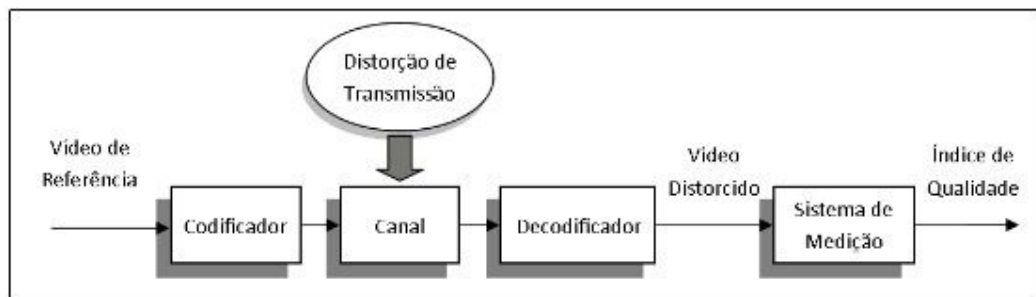 Distorção de
Transmissão
Vídeo de
Referência
Codificador
Canal
Decodificador
Vídeo
Distorcido
Sistema de
Medição
Índice de
Qualidade